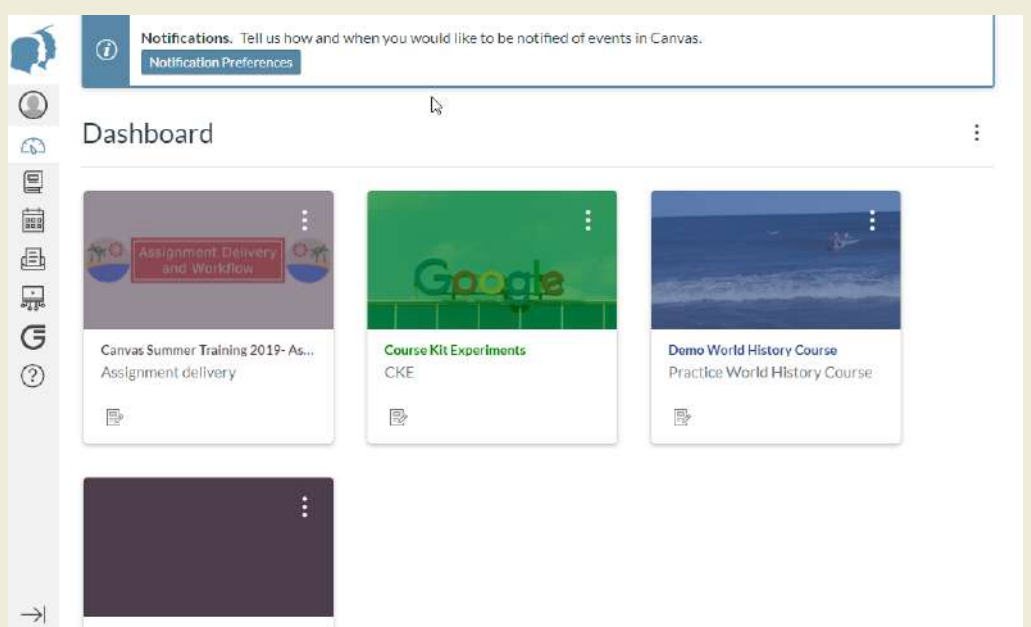 Notifications. Tell us how and when you would like to be notified of events in Canvas.
Notification Preferences
Dashboard
Assignment Delivery
and Workflow
Google
Canvas Summer Training 2019- As...
Assignment delivery
Course Kit Experiments
CKE
Demo World History Course
Practice World History Course